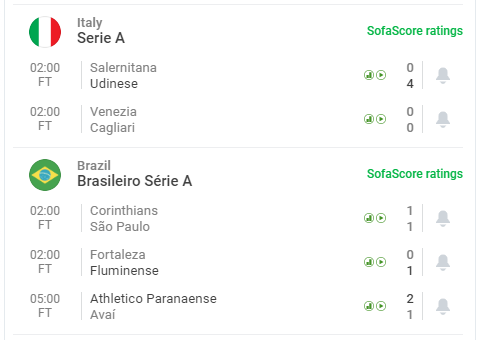 Italy
Serie A
SofaScore ratings
02:00 Salernitana 0
FT Udinese 4
02:00 Venezia 0
FT Cagliari 0
Brazil
Brasileiro Série A
SofaScore ratings
02:00 Corinthians 1
FT São Paulo 1
02:00 Fortaleza 0
FT Fluminense 1
05:00 Athletico Paranaense 2
FT Avaí 1